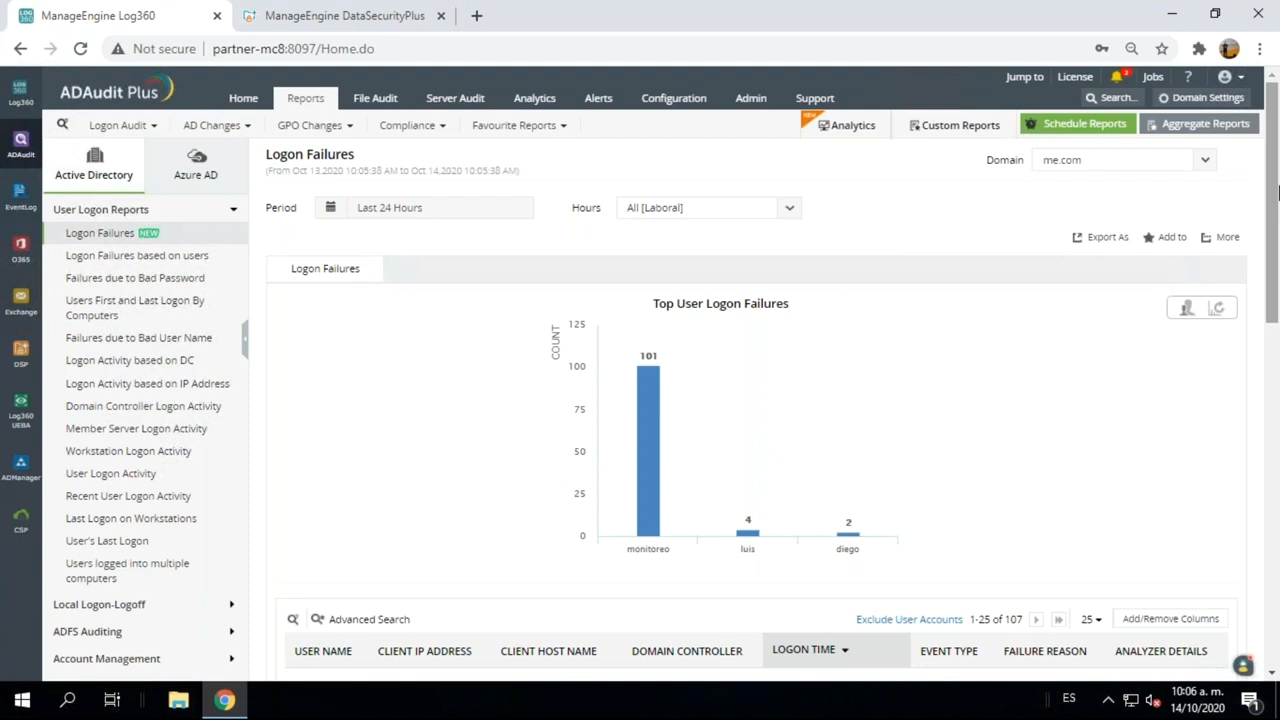 ManageEngine Log360
ManageEngine DataSecurityPlus
Not secure | partner-mc8:8097/Home.do
Jump to License 2 Jobs ?
ADAudit Plus
Home Reports File Audit Server Audit Analytics Alerts Configuration Admin Support
Search... Domain Settings
Logon Audit AD Changes GPO Changes Compliance Favourite Reports
NEW Analytics Custom Reports Schedule Reports Aggregate Reports
Log360
ADAudit
EventLog
O365
Exchange
DSP
Log360
UEBA
ADManager
CSP
Active Directory
Azure AD
User Logon Reports
Logon Failures NEW
Logon Failures based on users
Failures due to Bad Password
Users First and Last Logon By
Computers
Failures due to Bad User Name
Logon Activity based on DC
Logon Activity based on IP Address
Domain Controller Logon Activity
Member Server Logon Activity
Workstation Logon Activity
User Logon Activity
Recent User Logon Activity
Last Logon on Workstations
User's Last Logon
Users logged into multiple
computers
Local Logon-Logoff
ADFS Auditing
Account Management
Logon Failures
(From Oct 13,2020 10:05:38 AM to Oct 14,2020 10:05:38 AM)
Domain me.com
Period Last 24 Hours Hours All [Laboral]
Export As Add to More
Logon Failures
Top User Logon Failures
COUNT
125
100
75
50
25
0
101
4
2
monitoreo luis diego
Advanced Search
Exclude User Accounts 1-25 of 107 25 Add/Remove Columns
USER NAME CLIENT IP ADDRESS CLIENT HOST NAME DOMAIN CONTROLLER LOGON TIME EVENT TYPE FAILURE REASON ANALYZER DETAILS
ES
10:06 a. m.
14/10/2020
1